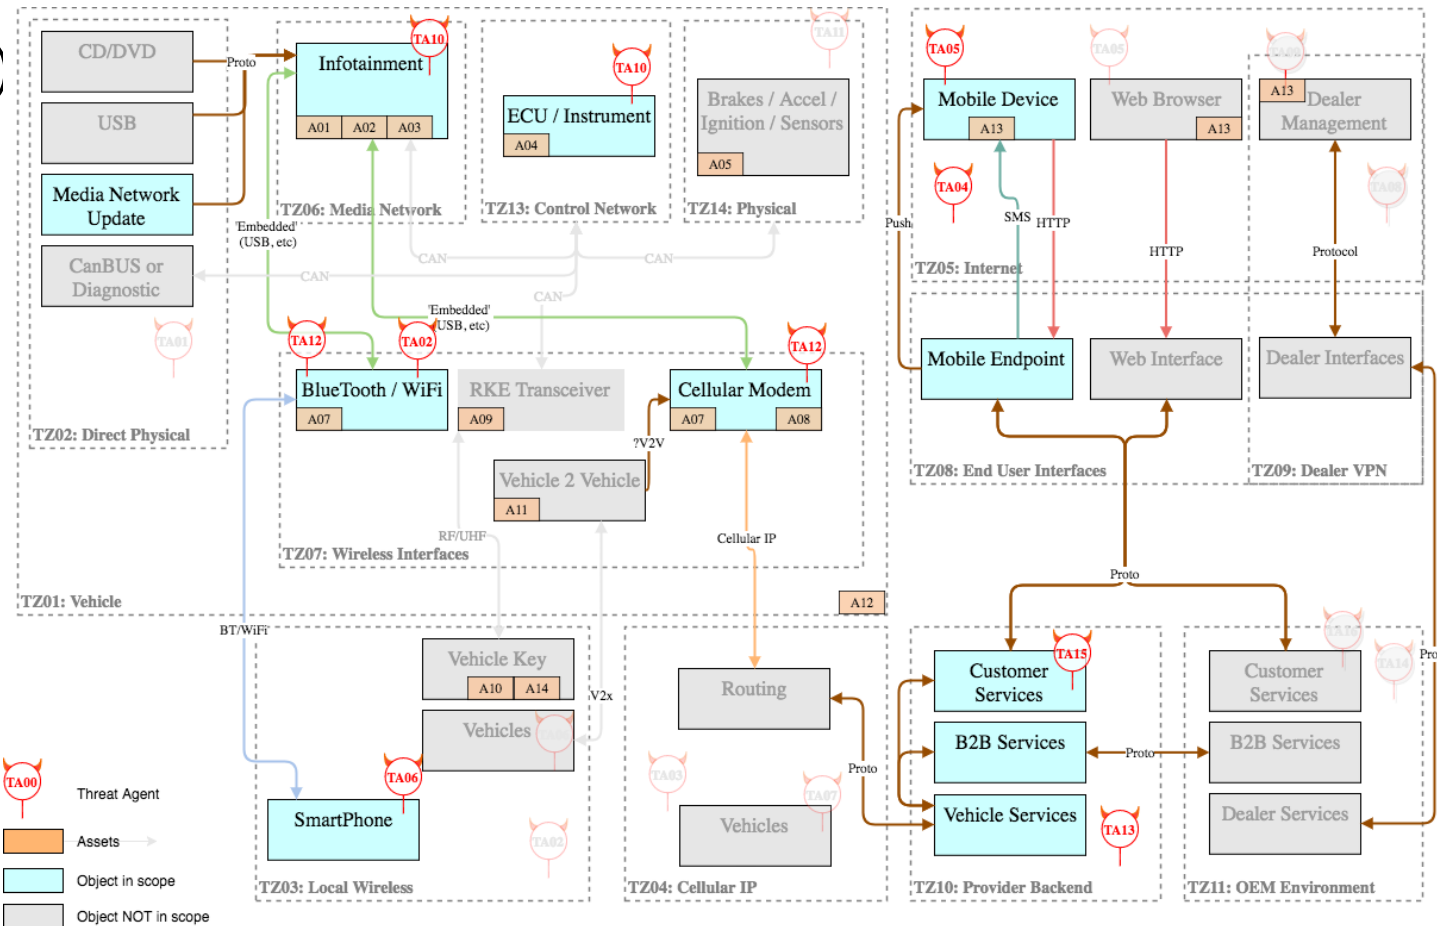 CD/DVD
USB
Media Network
Update
CanBUS or
Diagnostic
TA01
TZ02: Direct Physical
Proto
TA10
Infotainment
A01
A02
A03
TZ06: Media Network
TA10
ECU / Instrument
A04
TZ13: Control Network
TA11
Brakes / Accel /
Ignition / Sensors
A05
TZ14: Physical
'Embedded'
(USB, etc)
CAN
CAN
CAN
CAN
'Embedded'
(USB, etc)
TA12
TA02
BlueTooth / WiFi
A07
RKE Transceiver
A09
TA12
Cellular Modem
A07
A08
?V2V
Vehicle 2 Vehicle
A11
RF/UHF
Cellular IP
TZ07: Wireless Interfaces
TZ01: Vehicle
A12
TA05
Mobile Device
A13
TA05
Web Browser
A13
A13
Dealer
Management
TA04
TA08
Push
SMS
HTTP
HTTP
Protocol
TZ05: Internet
Mobile Endpoint
Web Interface
Dealer Interfaces
TZ08: End User Interfaces
TZ09: Dealer VPN
Proto
BT/WiFi
Vehicle Key
A10
A14
V2x
Vehicles
TA06
SmartPhone
TA02
TZ03: Local Wireless
Routing
TA03
TA07
Vehicles
Proto
TZ04: Cellular IP
TA15
Customer
Services
B2B Services
Vehicle Services
TA13
TZ10: Provider Backend
Proto
TA16
TA14
Customer
Services
B2B Services
Dealer Services
TZ11: OEM Environment
Pro
TA00
Threat Agent
Assets
Object in scope
Object NOT in scope